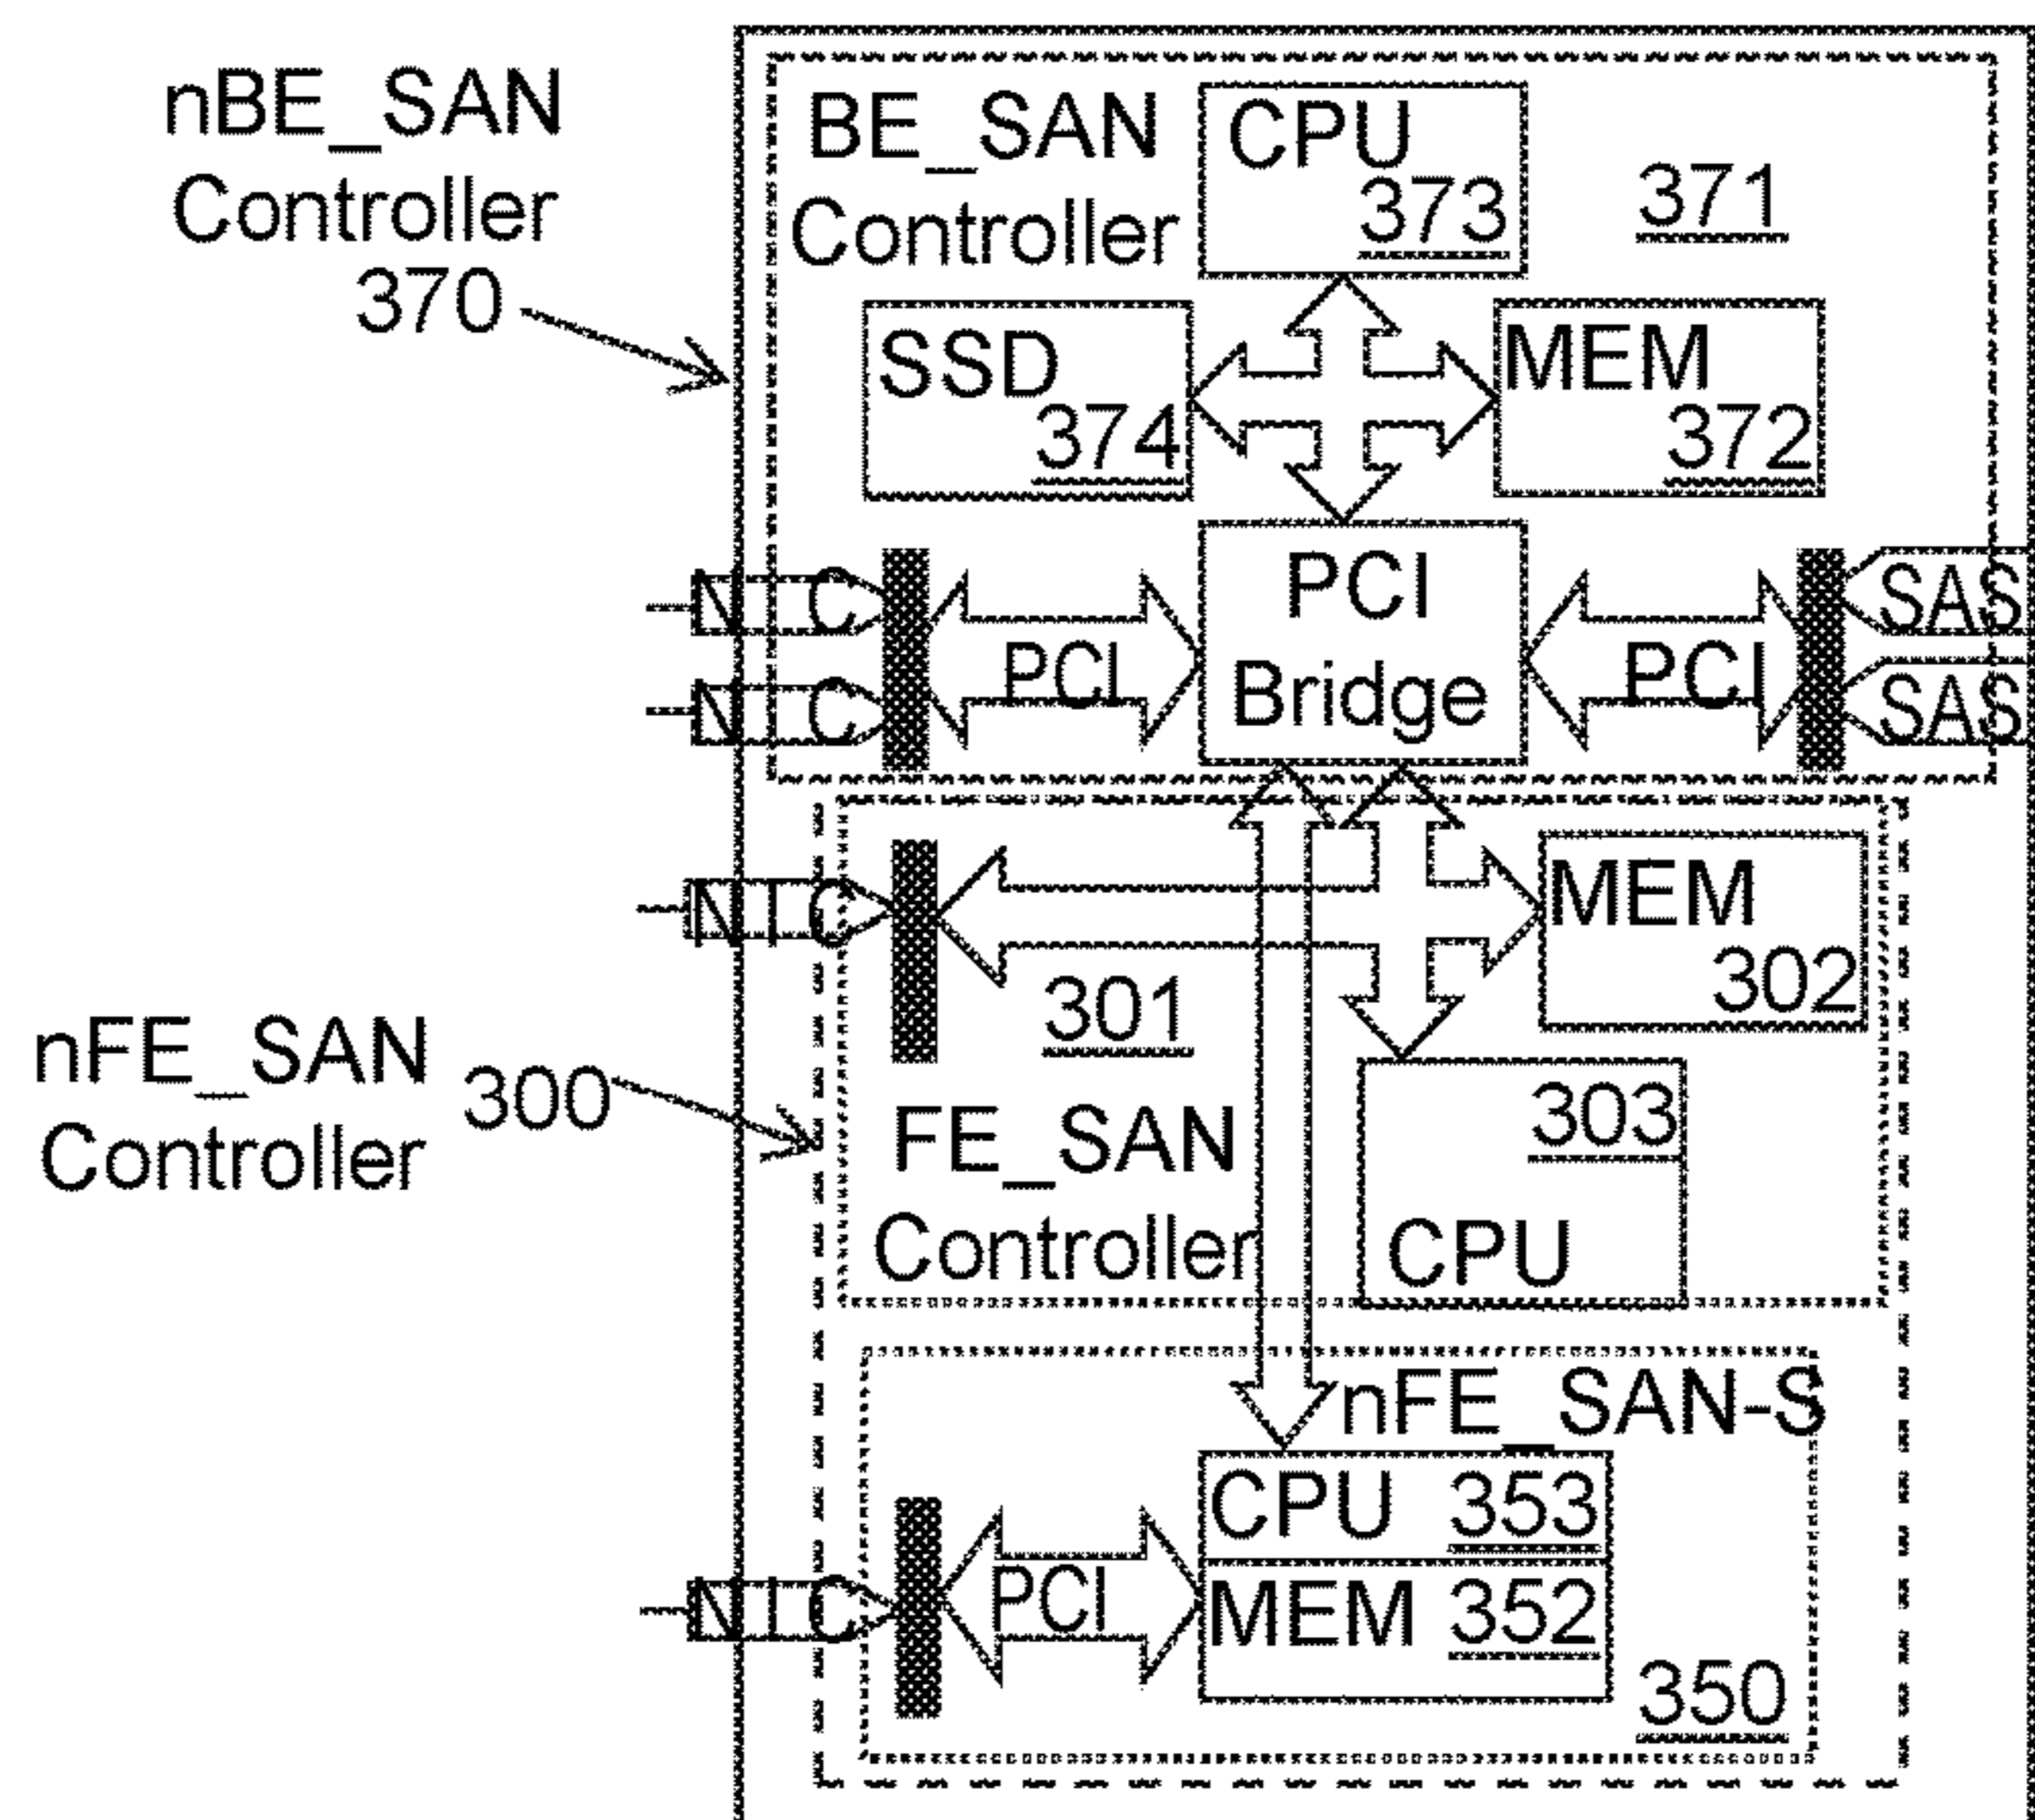 nBE_SAN
Controller
370
BE_SAN
Controller
CPU
373
371
SSD
374
MEM
372
NIC
NIC
PCI
PCI
Bridge
PCI
SAS
SAS
NIC
MEM
302
301
nFE_SAN
Controller
300
FE_SAN
Controller
303
CPU
nFE_SAN-S
CPU 353
MEM 352
NIC
PCI
350